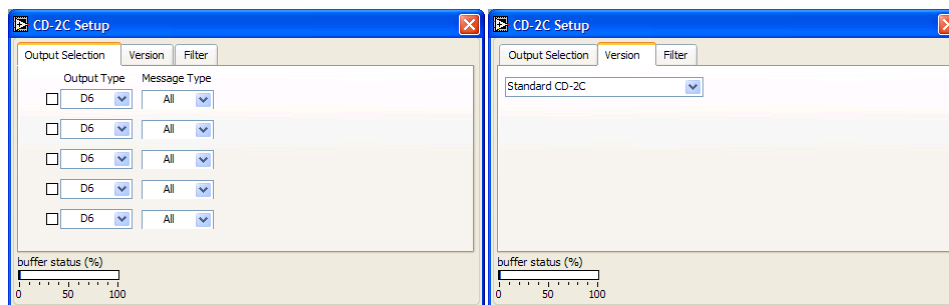 CD-2C Setup
Output Selection Version Filter
Output Type Message Type
D6 All
D6 All
D6 All
D6 All
D6 All
buffer status (%)
0 50 100
CD-2C Setup
Output Selection Version Filter
Standard CD-2C
buffer status (%)
0 50 100